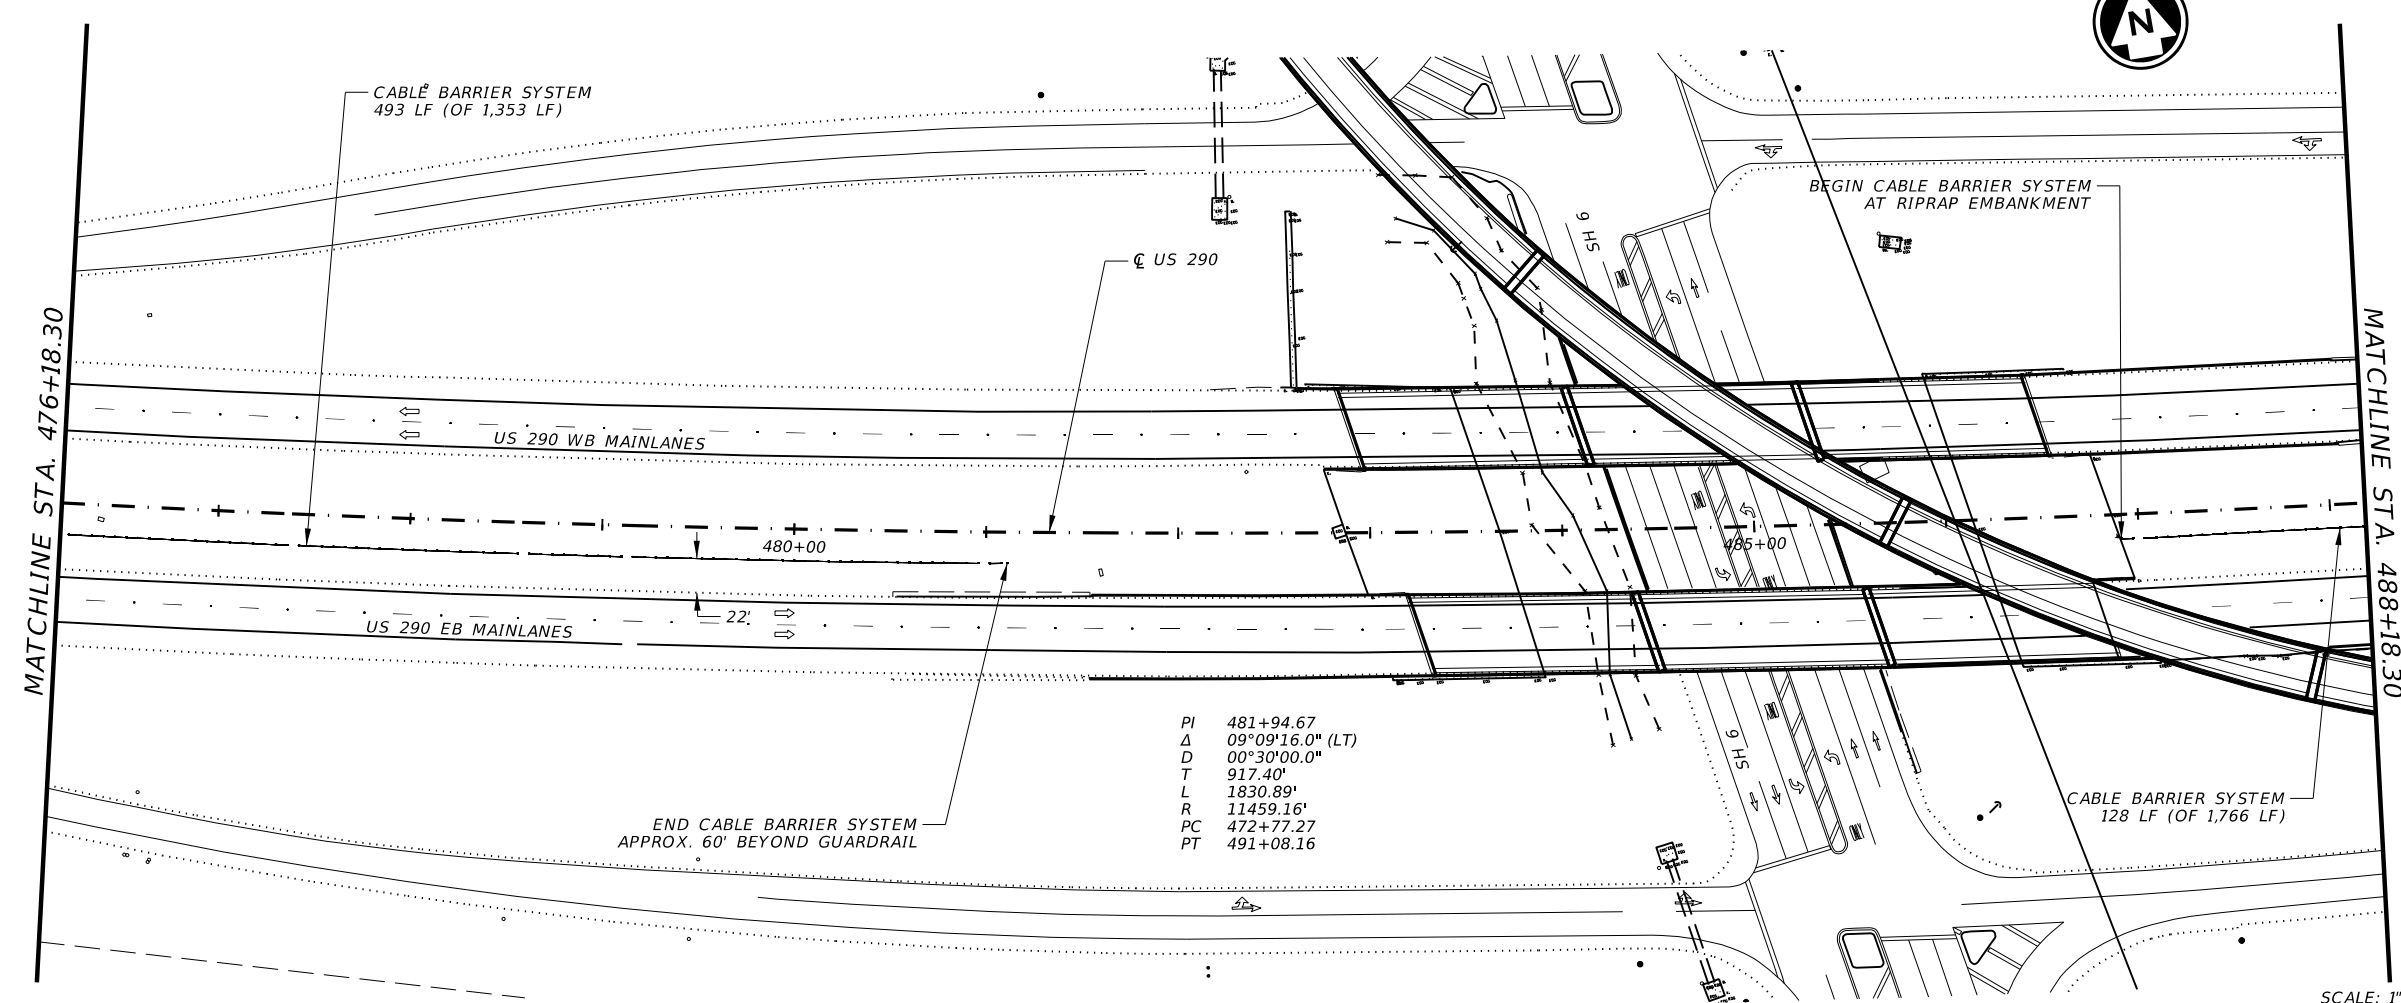 N
CABLE BARRIER SYSTEM
493 LF (OF 1,353 LF)
BEGIN CABLE BARRIER SYSTEM
AT RIPRAP EMBANKMENT
SH 6
℄ US 290
MATCHLINE STA. 476+18.30
MATCHLINE STA. 488+18.30
US 290 WB MAINLANES
480+00
485+00
22'
US 290 EB MAINLANES
SH 6
PI 481+94.67
Δ 09°09'16.0" (LT)
D 00°30'00.0"
T 917.40'
L 1830.89'
R 11459.16'
PC 472+77.27
PT 491+08.16
END CABLE BARRIER SYSTEM
APPROX. 60' BEYOND GUARDRAIL
CABLE BARRIER SYSTEM
128 LF (OF 1,766 LF)
SCALE: 1"